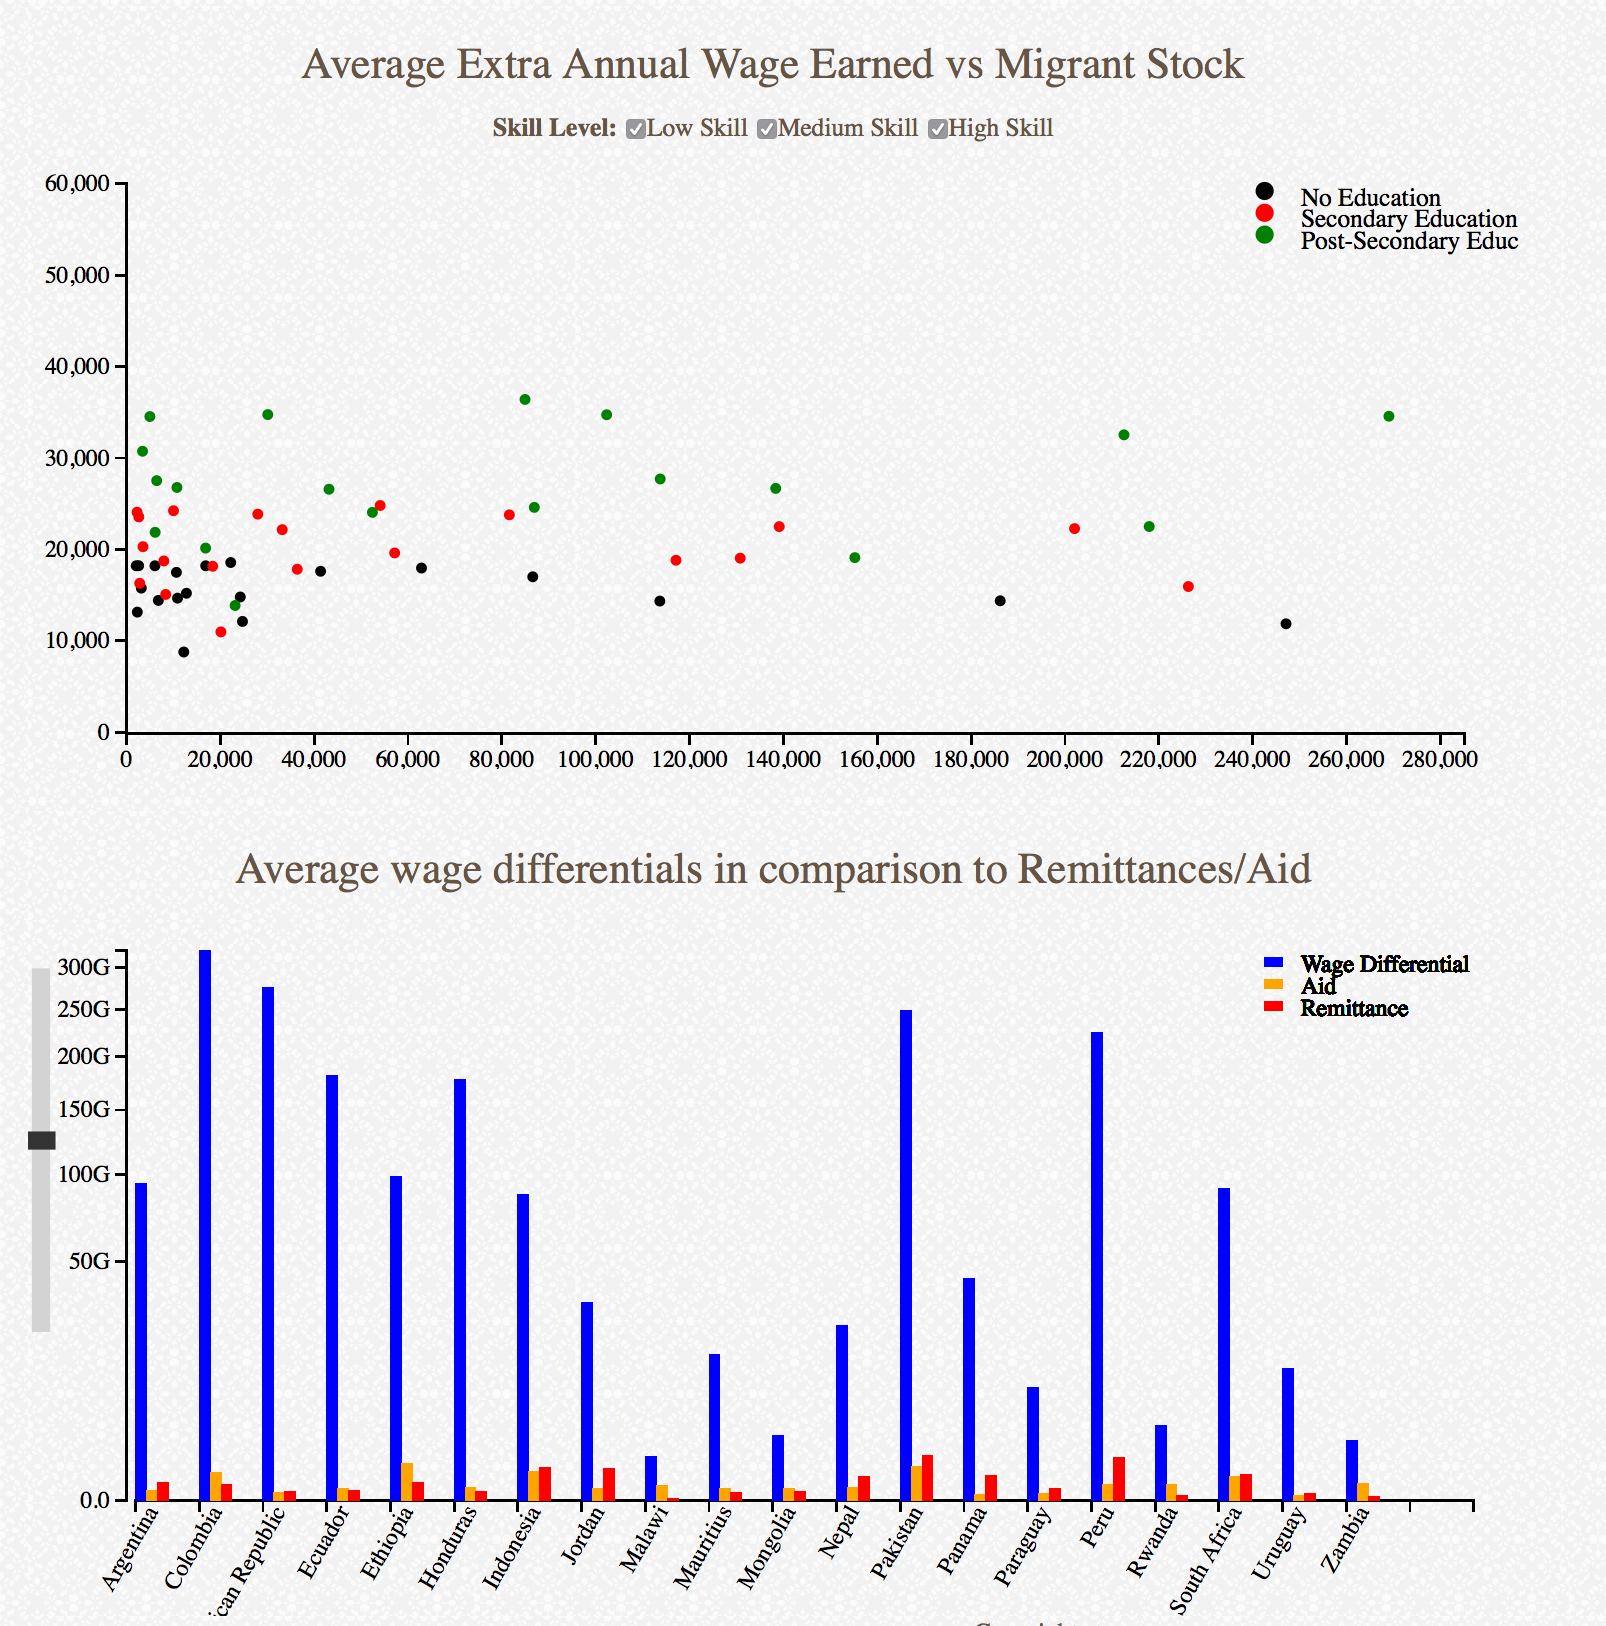 Average Extra Annual Wage Earned vs Migrant Stock
Skill Level: Low Skill Medium Skill High Skill
60,000
50,000
40,000
30,000
20,000
10,000
0
No Education
Secondary Education
Post-Secondary Educ
0 20,000 40,000 60,000 80,000 100,000 120,000 140,000 160,000 180,000 200,000 220,000 240,000 260,000 280,000
Average wage differentials in comparison to Remittances/Aid
300G
250G
200G
150G
100G
50G
0.0
Wage Differential
Aid
Remittance
Argentina
Colombia
ican Republic
Ecuador
Ethiopia
Honduras
Indonesia
Jordan
Malawi
Mauritius
Mongolia
Nepal
Pakistan
Panama
Paraguay
Peru
Rwanda
South Africa
Uruguay
Zambia